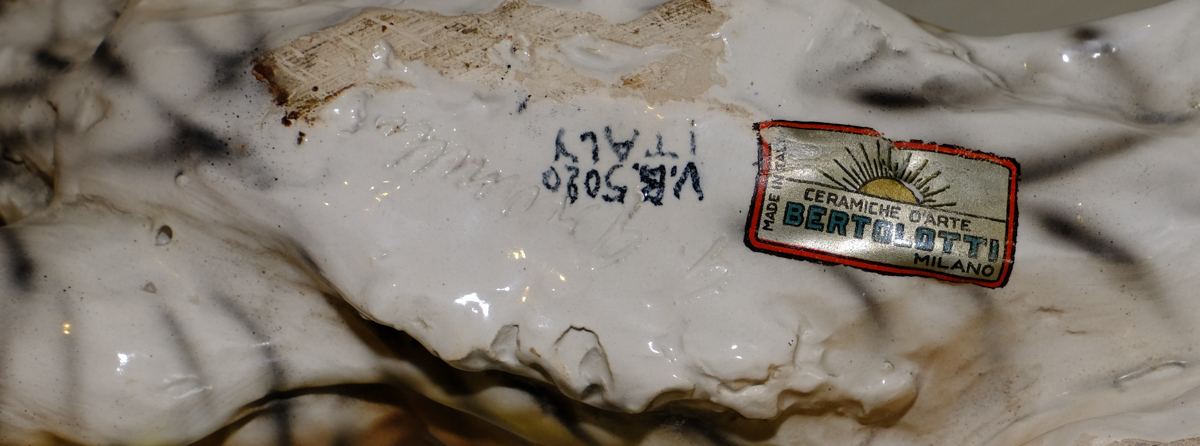 V.B.5020
ITALY
MADE IN ITALY
CERAMICHE D'ARTE
BERTOLOTTI
MILANO